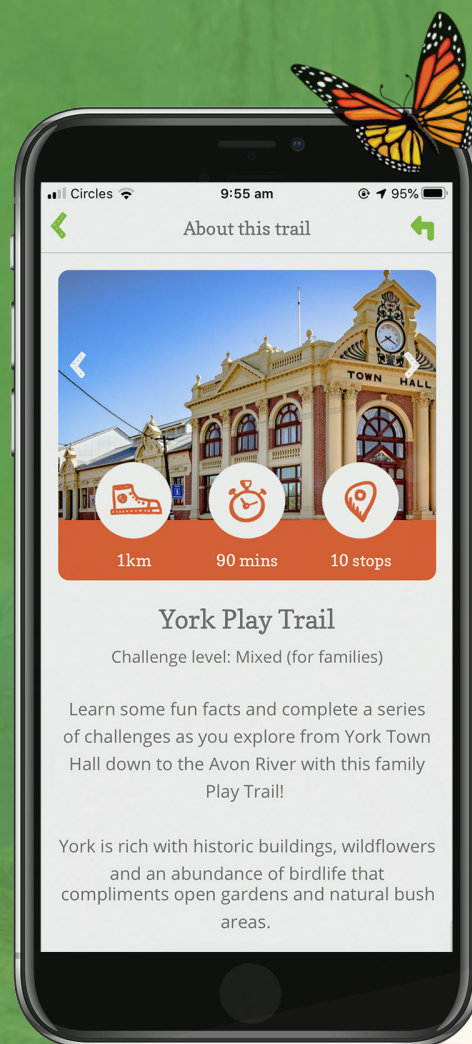 Circles 9:55 am 95%
About this trail
TOWN HALL
1km 90 mins 10 stops
York Play Trail
Challenge level: Mixed (for families)
Learn some fun facts and complete a series
of challenges as you explore from York Town
Hall down to the Avon River with this family
Play Trail!
York is rich with historic buildings, wildflowers
and an abundance of birdlife that
compliments open gardens and natural bush
areas.